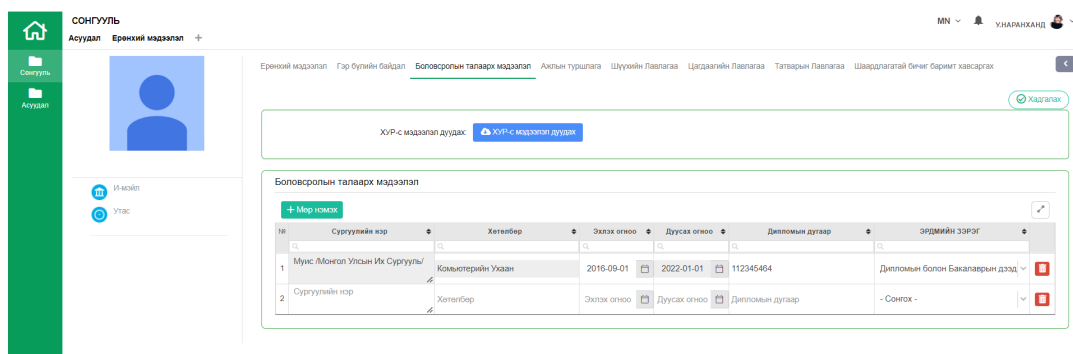 СОНГУУЛЬ
MN
У.НАРАНХАНД
Асуудал Ерөнхий мэдээлэл +
Сонгууль
Асуудал
Ерөнхий мэдээлэл Гэр бүлийн байдал Боловсролын талаарх мэдээлэл Ажлын туршлага Шүүхийн Лавлагаа Цагдаагийн Лавлагаа Татварын Лавлагаа Шаардлагатай бичиг баримт хавсаргах
Хадгалах
ХУР-с мэдээлэл дуудах: ХУР-с мэдээлэл дуудах
И-мэйл
Утас
Боловсролын талаарх мэдээлэл
+ Мөр нэмэх
№ Сургуулийн нэр Хөтөлбөр Эхлэх огноо Дуусах огноо Дипломын дугаар ЭРДМИЙН ЗЭРЭГ
1 Муис /Монгол Улсын Их Сургууль/ Комьютерийн Ухаан 2016-09-01 2022-01-01 112345464 Дипломын болон Бакалаврын дээд
2 Сургуулийн нэр Хөтөлбөр Эхлэх огноо Дуусах огноо Дипломын дугаар - Сонгох -